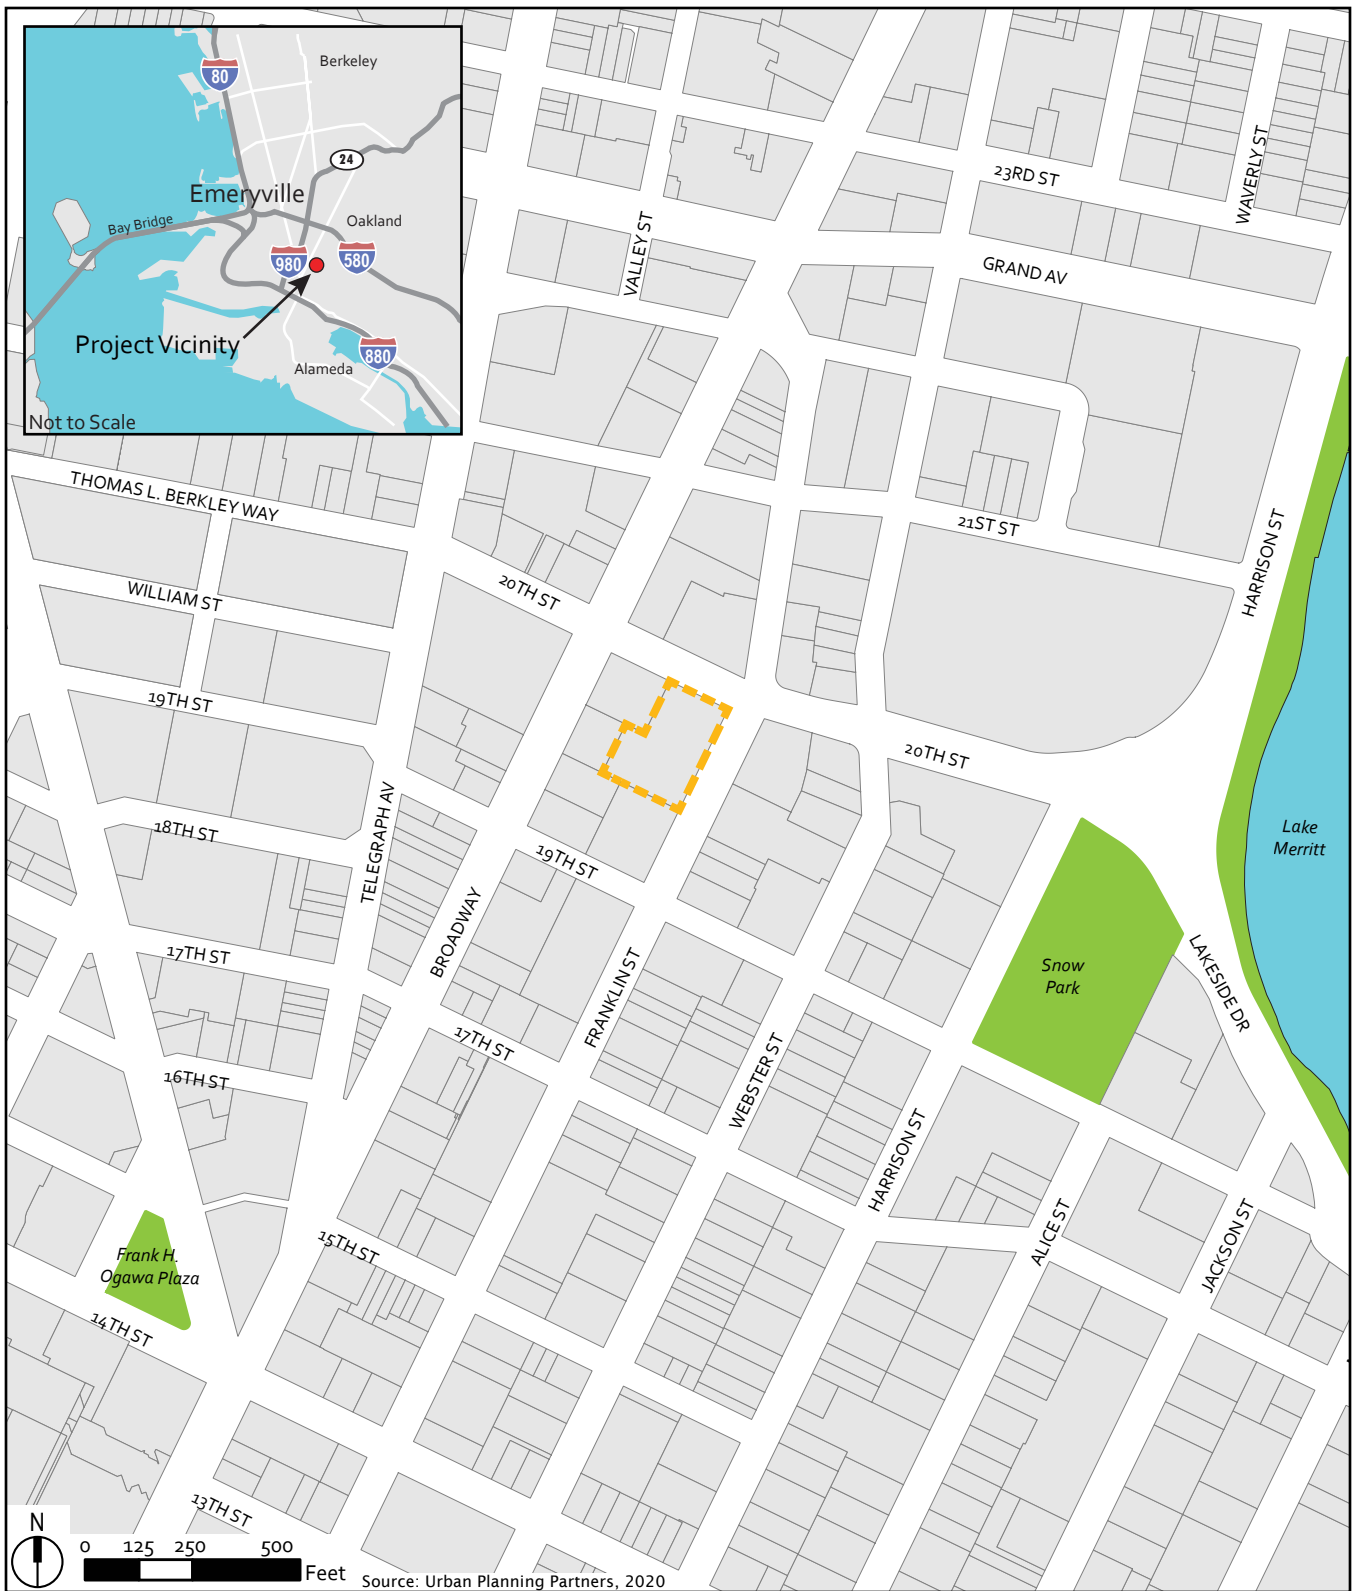 80
Berkeley
24
Emeryville
Bay Bridge
Oakland
980
580
Project Vicinity
880
Alameda
Not to Scale
23RD ST
WAVERLY ST
VALLEY ST
GRAND AV
THOMAS L. BERKLEY WAY
21ST ST
HARRISON ST
WILLIAM ST
20TH ST
19TH ST
20TH ST
TELEGRAPH AV
18TH ST
19TH ST
Lake
Merritt
BROADWAY
17TH ST
FRANKLIN ST
Snow
Park
LAKESIDE DR
17TH ST
WEBSTER ST
16TH ST
HARRISON ST
ALICE ST
JACKSON ST
15TH ST
Frank H.
Ogawa Plaza
14TH ST
13TH ST
N
0 125 250 500
Feet
Source: Urban Planning Partners, 2020